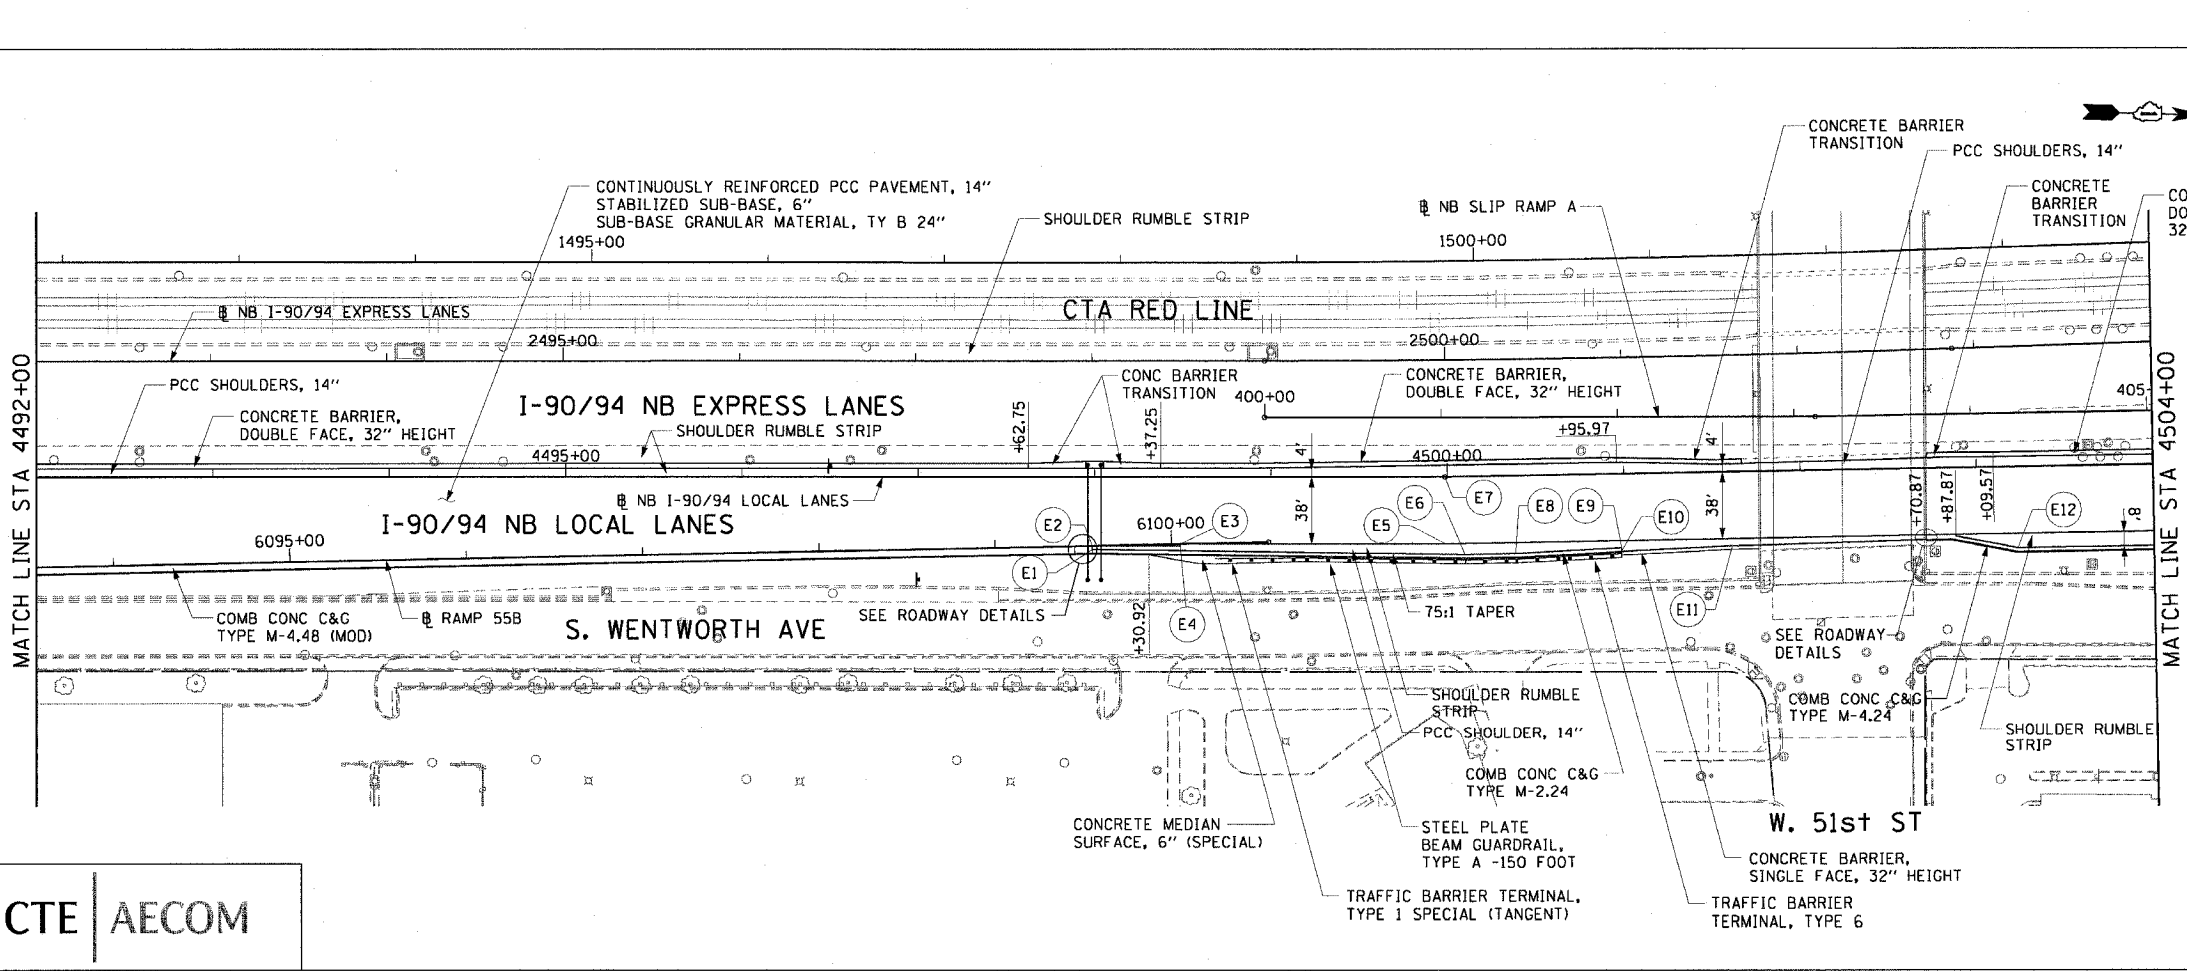 CONCRETE BARRIER
TRANSITION
PCC SHOULDERS, 14"
CONTINUOUSLY REINFORCED PCC PAVEMENT, 14"
STABILIZED SUB-BASE, 6"
SUB-BASE GRANULAR MATERIAL, TY B 24"
SHOULDER RUMBLE STRIP
NB SLIP RAMP A
CONCRETE
BARRIER
TRANSITION
CO
DO
32
1495+00
1500+00
NB I-90/94 EXPRESS LANES
CTA RED LINE
2495+00
2500+00
MATCH LINE STA 4492+00
MATCH LINE STA 4504+00
PCC SHOULDERS, 14"
CONCRETE BARRIER,
DOUBLE FACE, 32" HEIGHT
I-90/94 NB EXPRESS LANES
SHOULDER RUMBLE STRIP
CONC BARRIER
TRANSITION
400+00
CONCRETE BARRIER,
DOUBLE FACE, 32" HEIGHT
405
+62.75
+37.25
+95.97
4'
4'
4495+00
4500+00
NB I-90/94 LOCAL LANES
I-90/94 NB LOCAL LANES
38'
38'
E7
E6
E8
E9
E10
E5
E2
6100+00
E3
+70.87
+87.87
+09.57
E12
8'
6095+00
E1
COMB CONC C&G
TYPE M-4.48 (MOD)
RAMP 55B
S. WENTWORTH AVE
SEE ROADWAY DETAILS
+30.92
E4
75:1 TAPER
E11
SEE ROADWAY
DETAILS
SHOULDER RUMBLE
STRIP
PCC SHOULDER, 14"
COMB CONC C&G
TYPE M-4.24
SHOULDER RUMBLE
STRIP
COMB CONC C&G
TYPE M-2.24
CONCRETE MEDIAN
SURFACE, 6" (SPECIAL)
STEEL PLATE
BEAM GUARDRAIL,
TYPE A -150 FOOT
W. 51st ST
CONCRETE BARRIER,
SINGLE FACE, 32" HEIGHT
TRAFFIC BARRIER TERMINAL,
TYPE 1 SPECIAL (TANGENT)
TRAFFIC BARRIER
TERMINAL, TYPE 6
CTE | AECOM